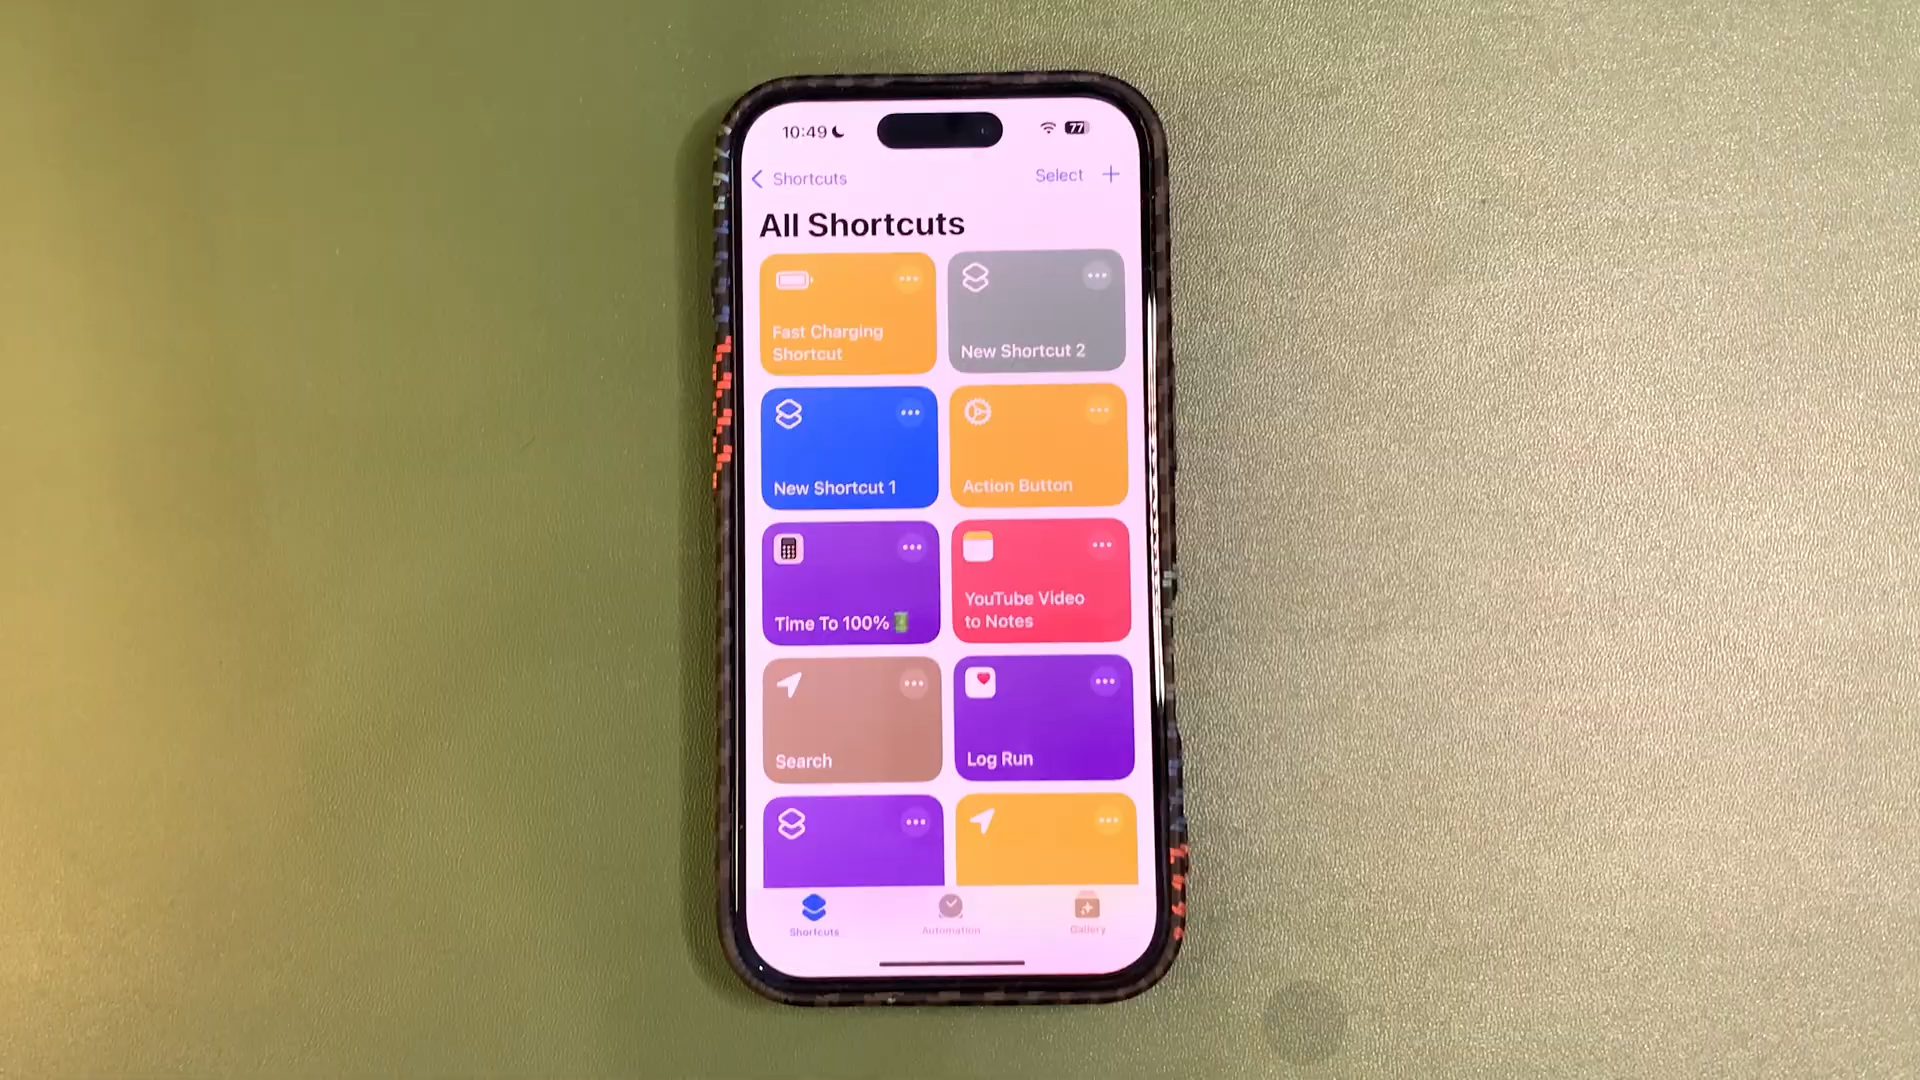 10:49
77
Shortcuts
Select
All Shortcuts
Fast Charging
Shortcut
New Shortcut 2
New Shortcut 1
Action Button
Time To 100%
YouTube Video
to Notes
Search
Log Run
Shortcuts
Automation
Gallery